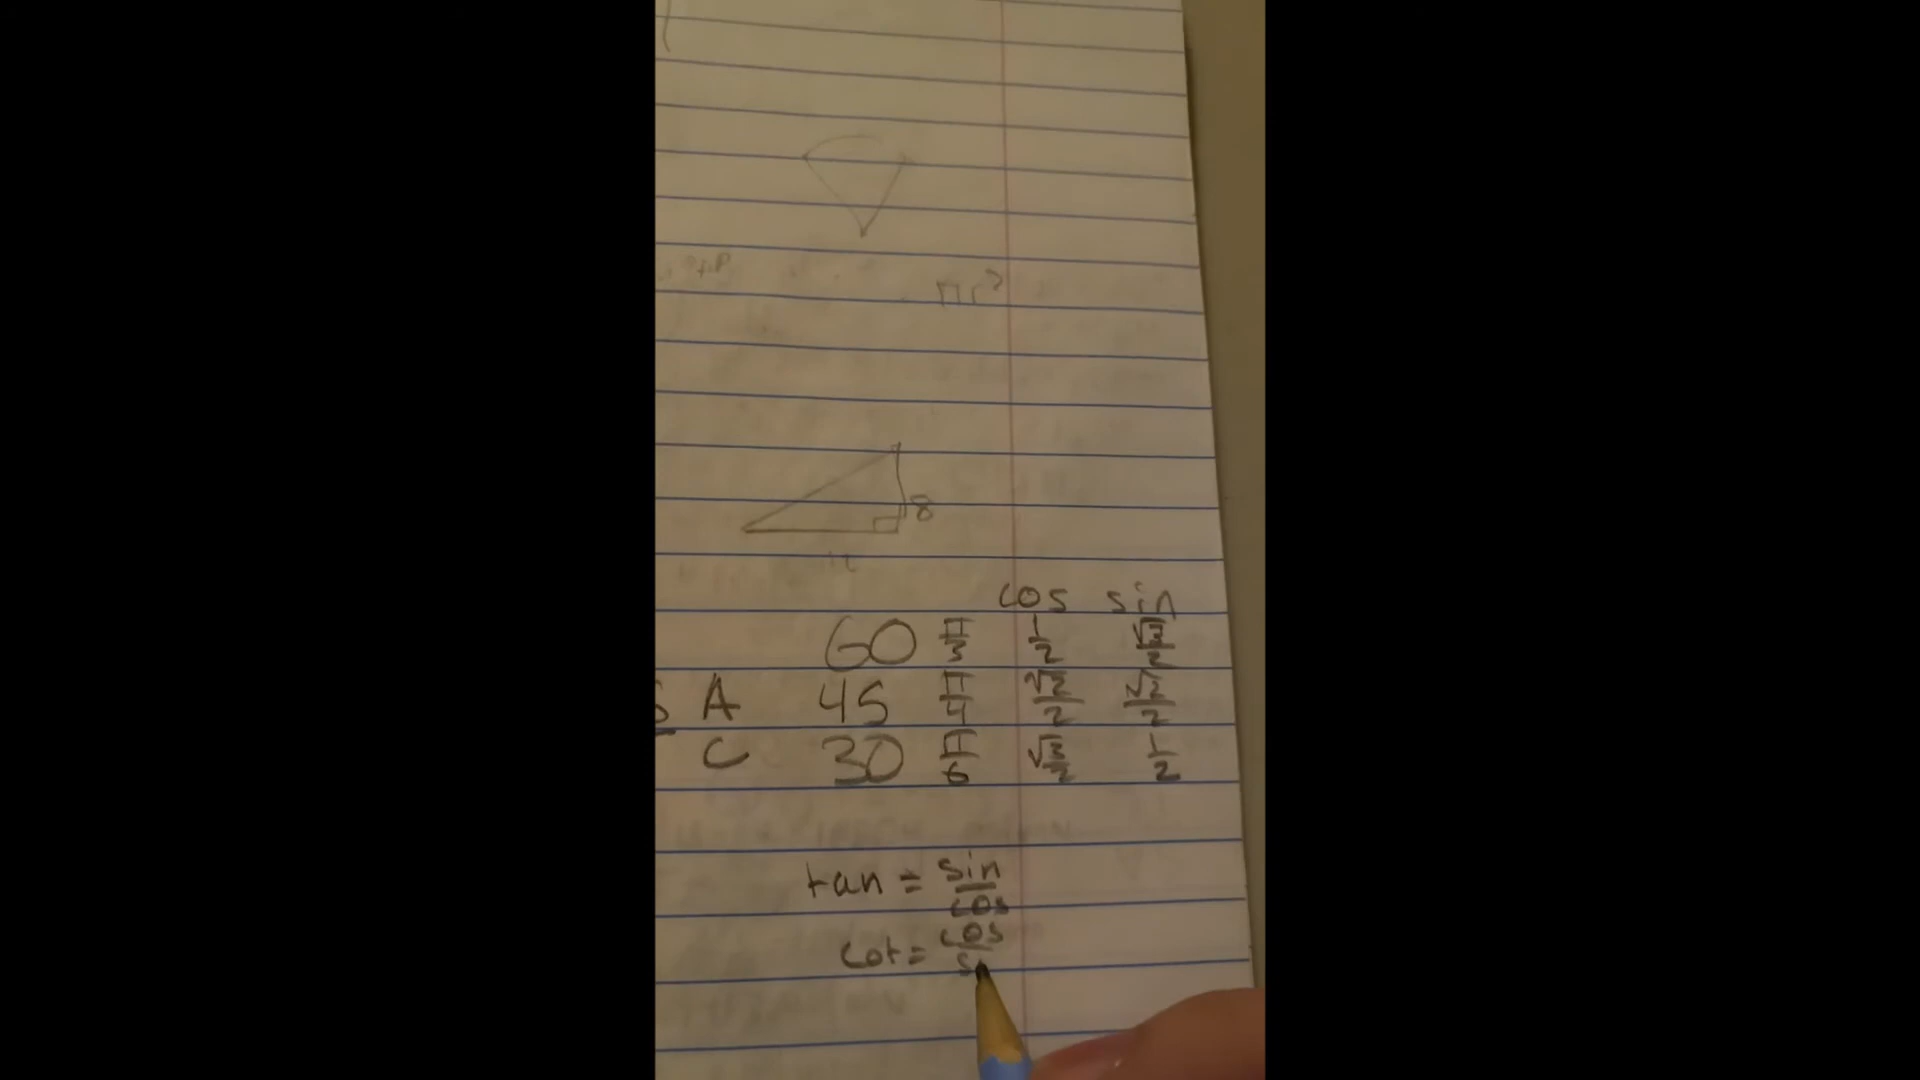 πr²
8
cos sin
60 π/3 1/2 √3/2
S A 45 π/4 √2/2 √2/2
C 30 π/6 √3/2 1/2
tan = sin/cos
cot = cos/s